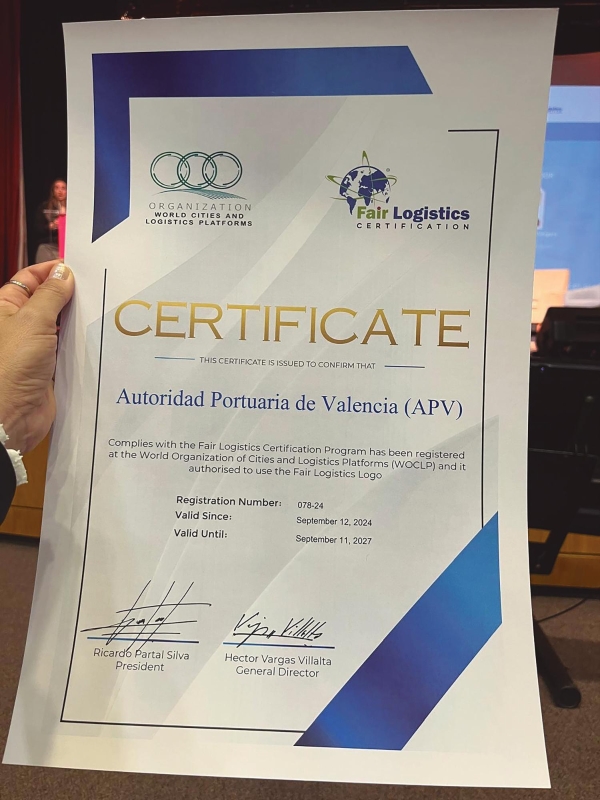 ORGANIZATION
WORLD CITIES AND
LOGISTICS PLATFORMS
Fair Logistics
CERTIFICATION
CERTIFICATE
THIS CERTIFICATE IS ISSUED TO CONFIRM THAT
Autoridad Portuaria de Valencia (APV)
Complies with the Fair Logistics Certification Program has been registered
at the World Organization of Cities and Logistics Platforms (WOCLP) and it
authorised to use the Fair Logistics Logo
Registration Number: 078-24
Valid Since: September 12, 2024
Valid Until: September 11, 2027
Ricardo Partal Silva
President
Hector Vargas Villalta
General Director